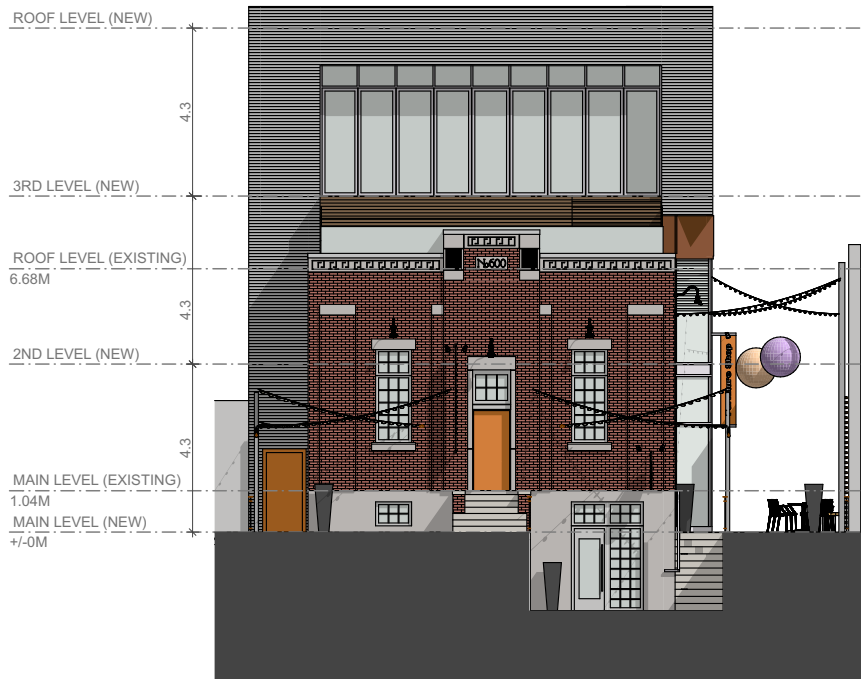 ROOF LEVEL (NEW)
4.3
3RD LEVEL (NEW)
ROOF LEVEL (EXISTING)
6.68M
No600
4.3
2ND LEVEL (NEW)
4.3
MAIN LEVEL (EXISTING)
1.04M
MAIN LEVEL (NEW)
+/-0M